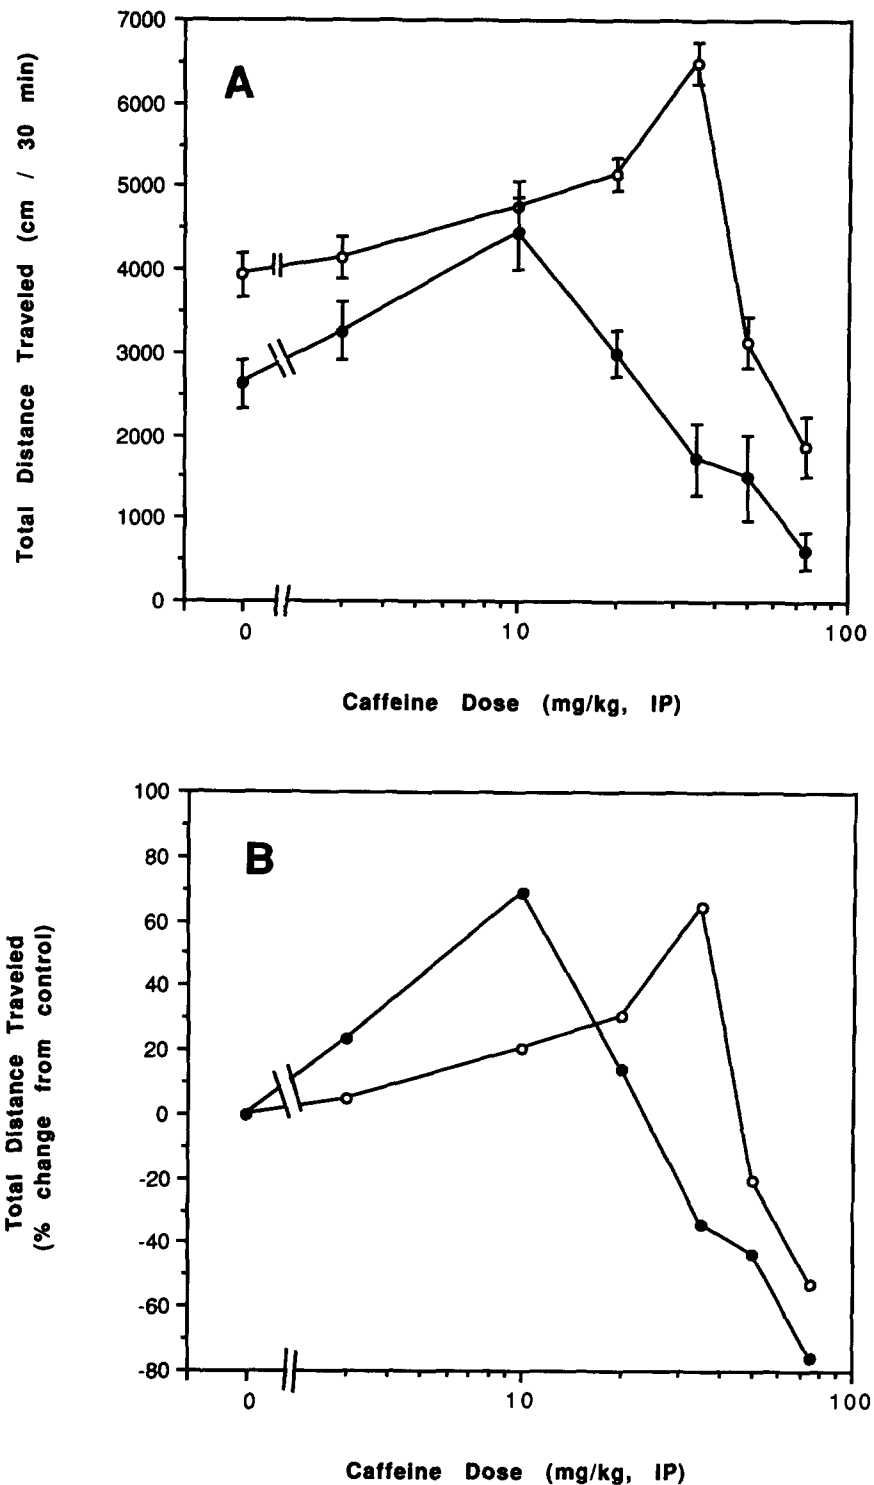 A
Total Distance Traveled (cm / 30 min)
7000
6000
5000
4000
3000
2000
1000
0
0 10 100
Caffeine Dose (mg/kg, IP)
B
Total Distance Traveled
(% change from control)
100
80
60
40
20
0
-20
-40
-60
-80
0 10 100
Caffeine Dose (mg/kg, IP)